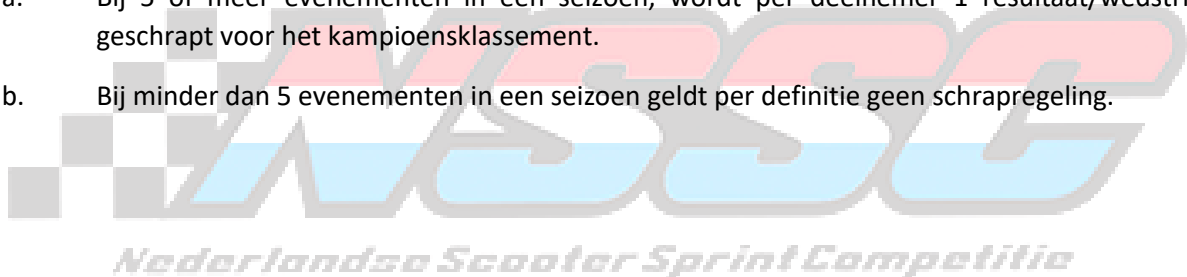 a. Bij 5 of meer evenementen in een seizoen, wordt per deelnemer 1 resultaat/wedstri
geschrapt voor het kampioensklassement.
b. Bij minder dan 5 evenementen in een seizoen geldt per definitie geen schrapregeling.
NSSC
Nederlandse Scooter Sprint Competitie